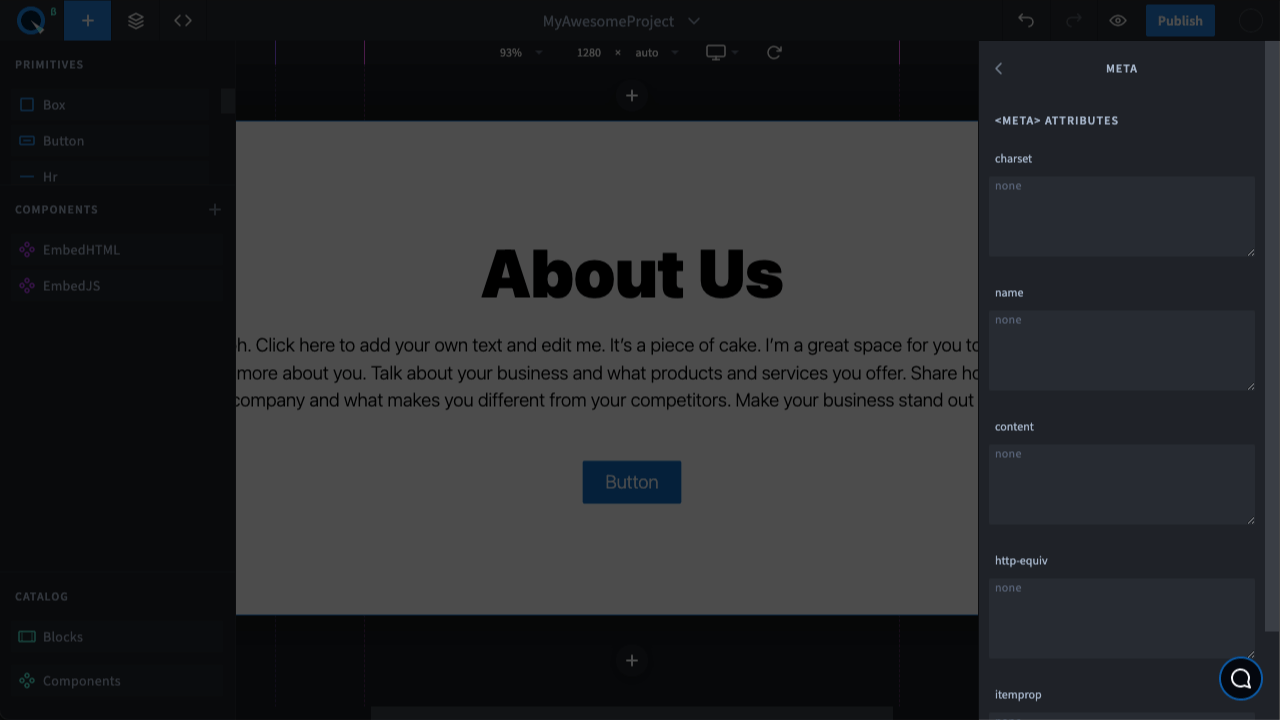 B
MyAwesomeProject
Publish
PRIMITIVES
Box
Button
Hr
COMPONENTS
EmbedHTML
EmbedJS
CATALOG
Blocks
Components
93%
1280 × auto
About Us
h. Click here to add your own text and edit me. It's a piece of cake. I'm a great space for you to
more about you. Talk about your business and what products and services you offer. Share ho
company and what makes you different from your competitors. Make your business stand out
Button
META
<META> ATTRIBUTES
charset
none
name
none
content
none
http-equiv
none
itemprop